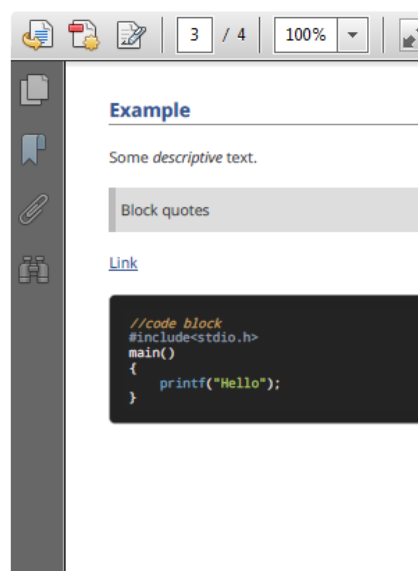 3 / 4 100%
Example
Some descriptive text.
Block quotes
Link
//code block
#include<stdio.h>
main()
{
    printf("Hello");
}